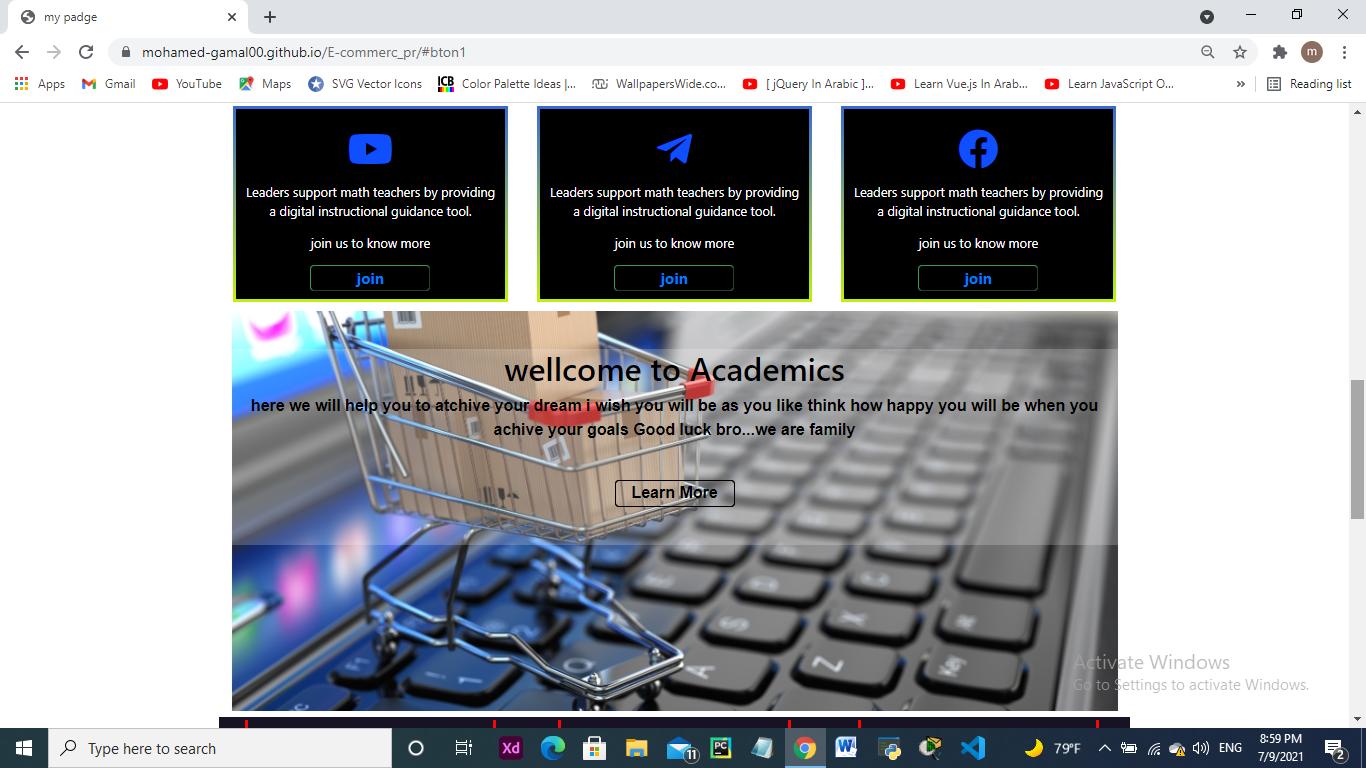 my padge
mohamed-gamal00.github.io/E-commerc_pr/#bton1
m
Apps
Gmail
YouTube
Maps
SVG Vector Icons
ICB
Color Palette Ideas |...
WallpapersWide.co...
[ jQuery In Arabic ]...
Learn Vue.js In Arab...
Learn JavaScript O...
»
Reading list
Leaders support math teachers by providing
a digital instructional guidance tool.
join us to know more
join
Leaders support math teachers by providing
a digital instructional guidance tool.
join us to know more
join
Leaders support math teachers by providing
a digital instructional guidance tool.
join us to know more
join
wellcome to Academics
here we will help you to atchive your dream i wish you will be as you like think how happy you will be when you
achive your goals Good luck bro...we are family
Learn More
Activate Windows
Go to Settings to activate Windows.
Type here to search
Xd
11
PC
W
79°F
ENG
8:59 PM
7/9/2021
2